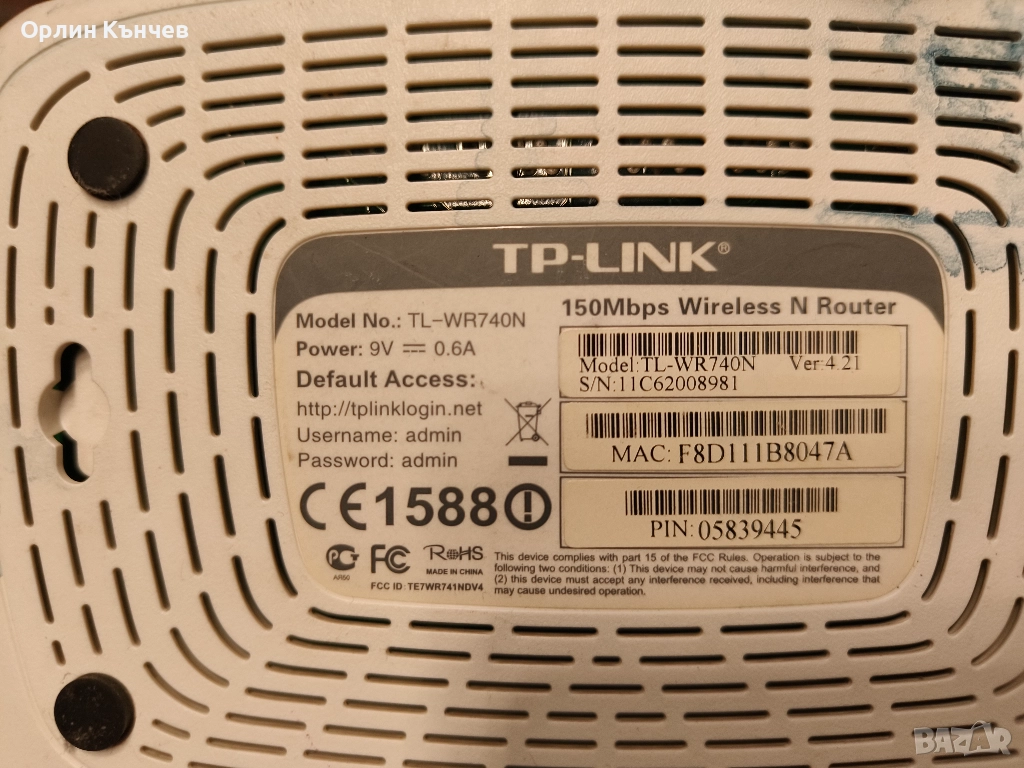 Орлин Кънчев
TP-LINK®
150Mbps Wireless N Router
Model No.: TL-WR740N
Power: 9V 0.6A
Default Access:
http://tplinklogin.net
Username: admin
Password: admin
Model:TL-WR740N Ver:4.21
S/N:11C62008981
MAC: F8D111B8047A
PIN: 05839445
CE1588
PCT
AR50
FC
RoHS
MADE IN CHINA
FCC ID: TE7WR741NDV4
This device complies with part 15 of the FCC Rules. Operation is subject to the
following two conditions: (1) This device may not cause harmful interference, and
(2) this device must accept any interference received, including interference that
may cause undesired operation.
BAZAR